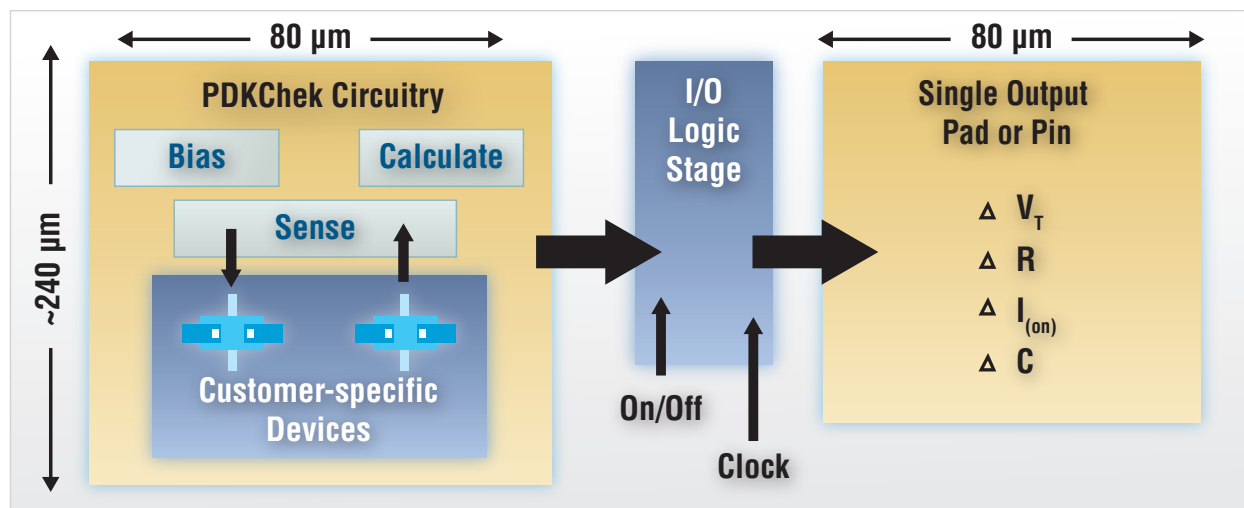 80 µm
~240 µm
PDKChek Circuitry
Bias
Calculate
Sense
Customer-specific
Devices
I/O
Logic
Stage
On/Off
Clock
80 µm
Single Output
Pad or Pin
Δ V_T
Δ R
Δ I_(on)
Δ C